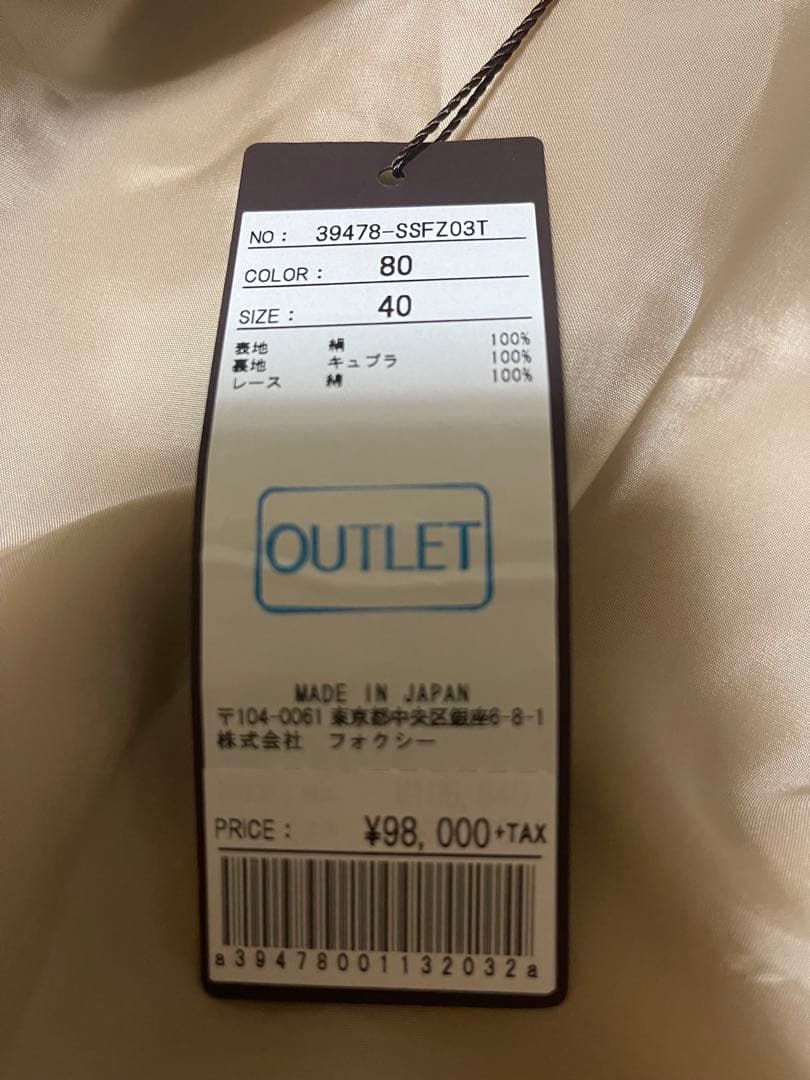 NO : 39478-SSFZ03T
COLOR : 80
SIZE : 40
表地 絹 100%
裏地 キュプラ 100%
レース 綿 100%
OUTLET
MADE IN JAPAN
〒104-0061 東京都中央区銀座6-8-1
株式会社 フォクシー
PRICE : ¥98,000+TAX
a39478001132032a